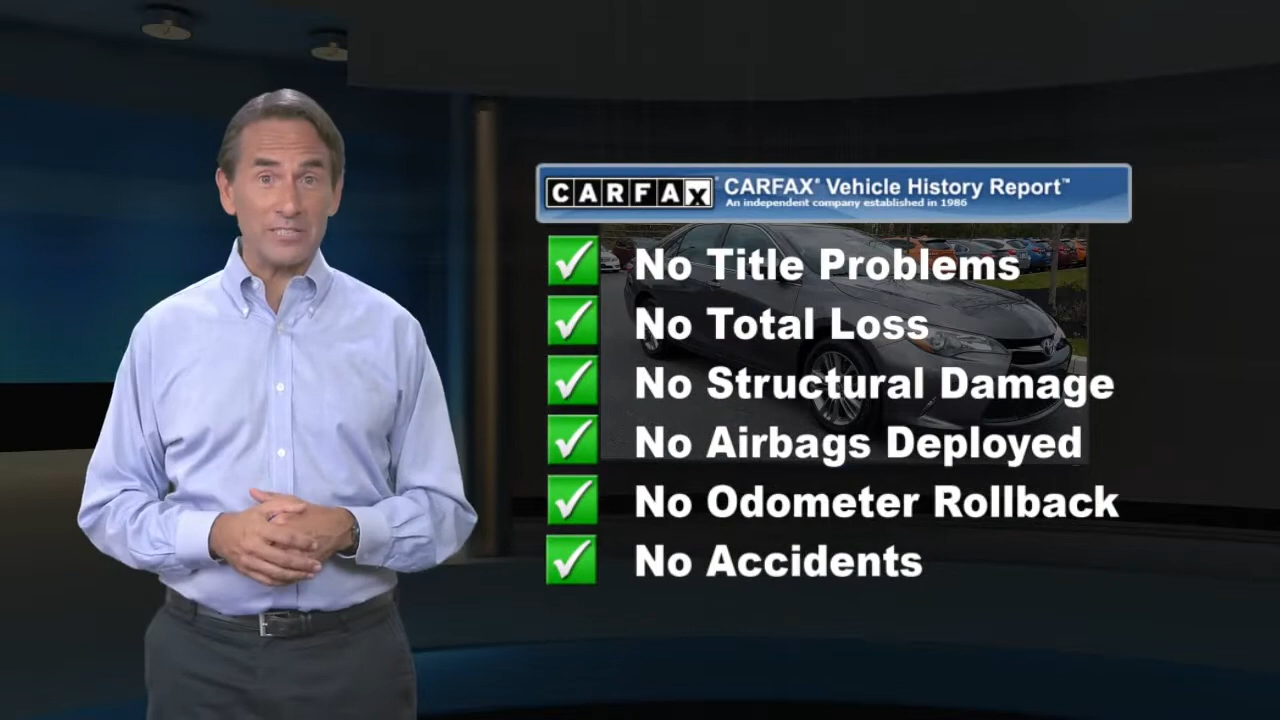 CARFAX
CARFAX® Vehicle History Report™
An independent company established in 1986
No Title Problems
No Total Loss
No Structural Damage
No Airbags Deployed
No Odometer Rollback
No Accidents